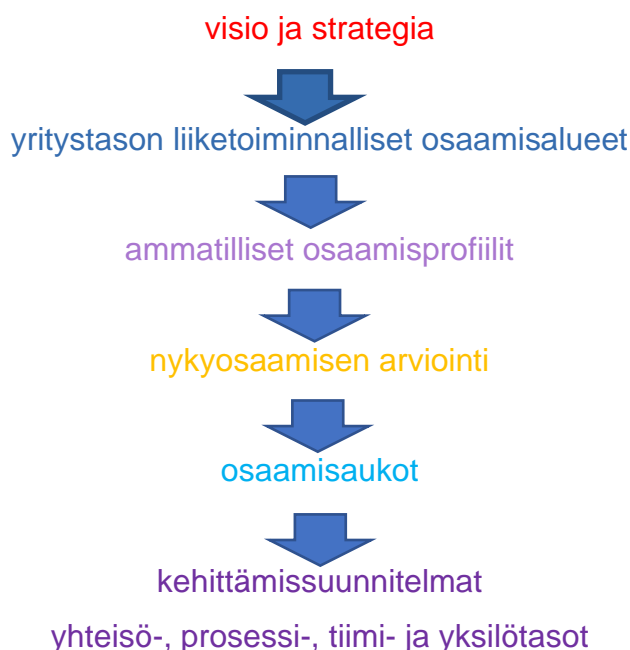 visio ja strategia
yritystason liiketoiminnalliset osaamisalueet
ammatilliset osaamisprofiilit
nykyosaamisen arviointi
osaamisaukot
kehittämissuunnitelmat
yhteisö-, prosessi-, tiimi- ja yksilötasot